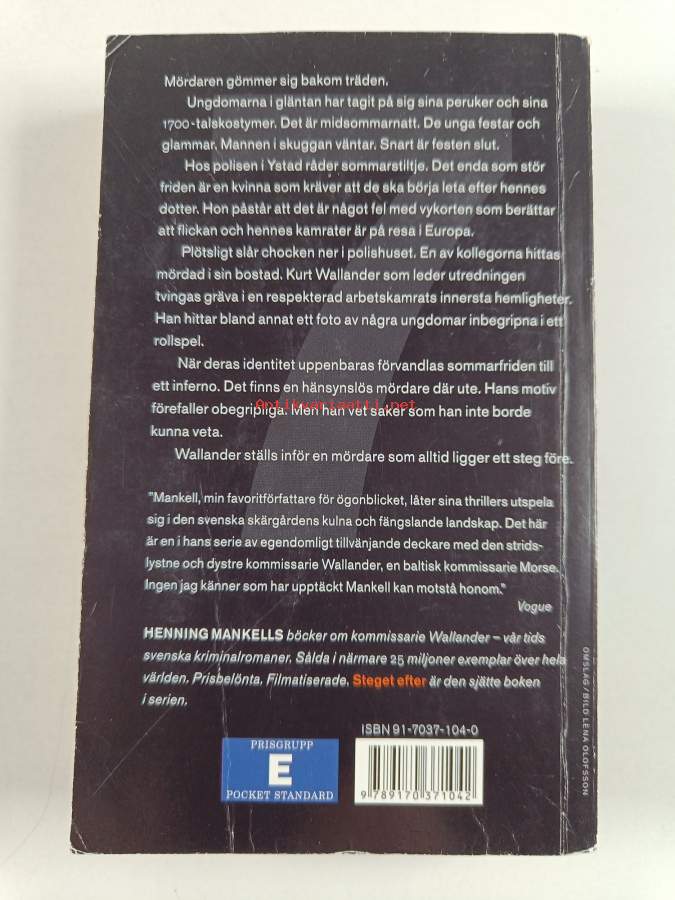 Mördaren gömmer sig bakom träden.
Ungdomarna i gläntan har tagit på sig sina peruker och sina
1700-talskostymer. Det är midsommarnatt. De unga festar och
glammar. Mannen i skuggan väntar. Snart är festen slut.
Hos polisen i Ystad råder sommarstiltje. Det enda som stör
friden är en kvinna som kräver att de ska börja leta efter hennes
dotter. Hon påstår att det är något fel med vykorten som berättar
att flickan och hennes kamrater är på resa i Europa.
Plötsligt slår chocken ner i polishuset. En av kollegorna hittas
mördad i sin bostad. Kurt Wallander som leder utredningen
tvingas gräva i en respekterad arbetskamrats innersta hemligheter.
Han hittar bland annat ett foto av några ungdomar inbegripna i ett
rollspel.
När deras identitet uppenbaras förvandlas sommarfriden till
ett inferno. Det finns en hänsynslös mördare där ute. Hans motiv
förefaller obegripliga. Men han vet saker som han inte borde
Antikvariaatti.net
kunna veta.
Wallander ställs inför en mördare som alltid ligger ett steg före.
"Mankell, min favoritförfattare för ögonblicket, låter sina thrillers utspela
sig i den svenska skärgårdens kulna och fängslande landskap. Det här
är en i hans serie av egendomligt tillvänjande deckare med den strids-
lystne och dystre kommissarie Wallander, en baltisk kommissarie Morse.
Ingen jag känner som har upptäckt Mankell kan motstå honom."
Vogue
HENNING MANKELLS böcker om kommissarie Wallander – vår tids
svenska kriminalromaner. Sålda i närmare 25 miljoner exemplar över hela
världen. Prisbelönta. Filmatiserade. Steget efter är den sjätte boken
i serien.
OMSLAG/BILD LENA OLOFSSON
ISBN 91-7037-104-0
PRISGRUPP
E
POCKET STANDARD
9 789170 371042
7